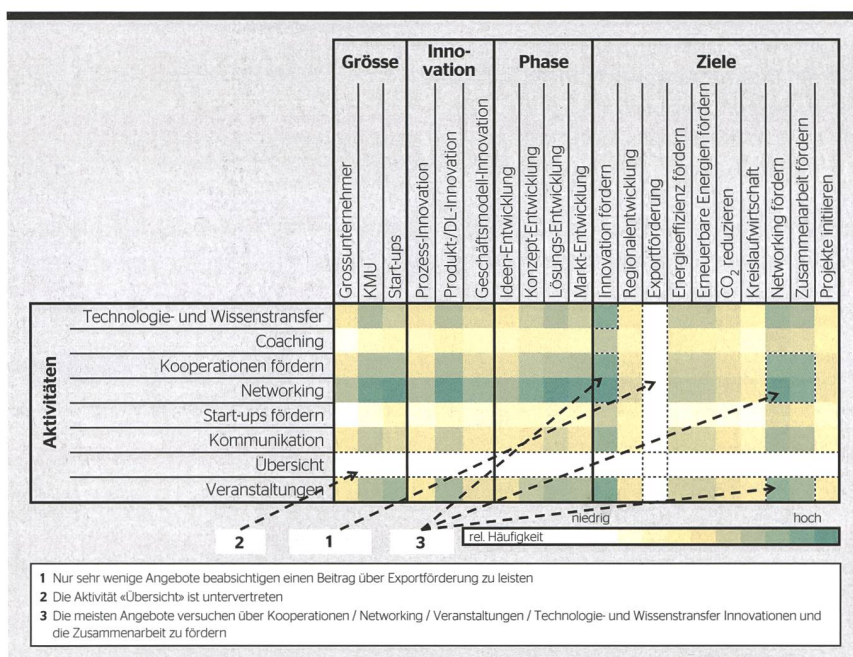 Grösse
Inno-
vation
Phase
Ziele
Grossunternehmer
KMU
Start-ups
Prozess-Innovation
Produkt-/DL-Innovation
Geschäftsmodell-Innovation
Ideen-Entwicklung
Konzept-Entwicklung
Lösungs-Entwicklung
Markt-Entwicklung
Innovation fördern
Regionalentwicklung
Exportförderung
Energieeffizienz fördern
Erneuerbare Energien fördern
CO₂ reduzieren
Kreislaufwirtschaft
Networking fördern
Zusammenarbeit fördern
Projekte initiieren
Aktivitäten
Technologie- und Wissenstransfer
Coaching
Kooperationen fördern
Networking
Start-ups fördern
Kommunikation
Übersicht
Veranstaltungen
niedrig
hoch
2
1
3
rel. Häufigkeit
1 Nur sehr wenige Angebote beabsichtigen einen Beitrag über Exportförderung zu leisten
2 Die Aktivität «Übersicht» ist untervertreten
3 Die meisten Angebote versuchen über Kooperationen / Networking / Veranstaltungen / Technologie- und Wissenstransfer Innovationen und
die Zusammenarbeit zu fördern